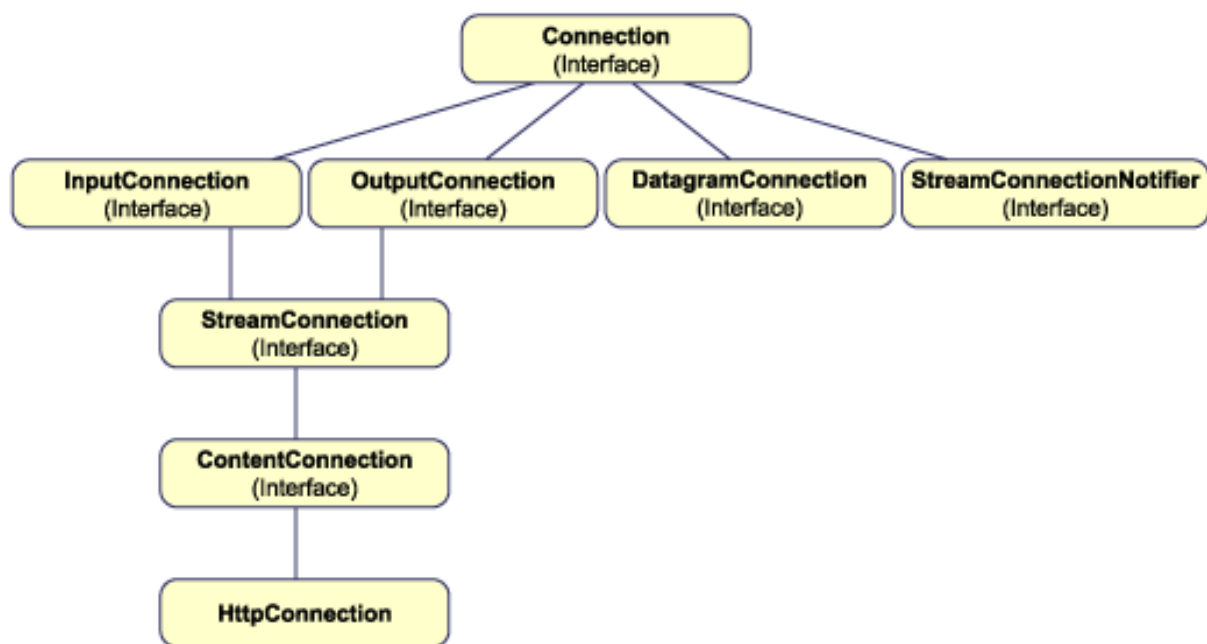 Connection
(Interface)
InputConnection
(Interface)
OutputConnection
(Interface)
DatagramConnection
(Interface)
StreamConnectionNotifier
(Interface)
StreamConnection
(Interface)
ContentConnection
(Interface)
HttpConnection